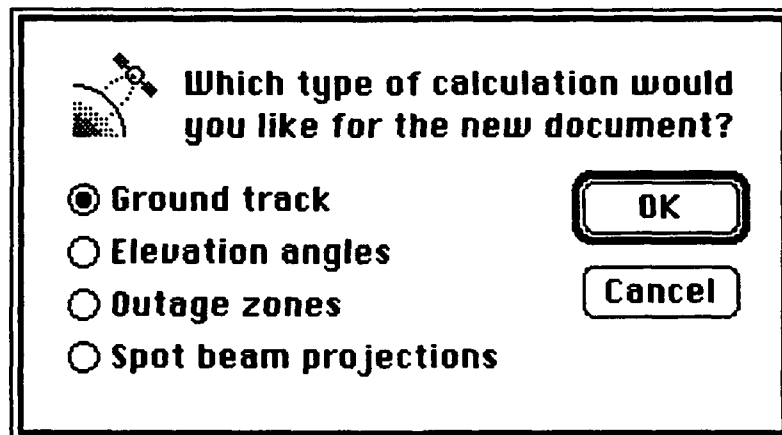 Which type of calculation would
you like for the new document?
Ground track
Elevation angles
Outage zones
Spot beam projections
OK
Cancel